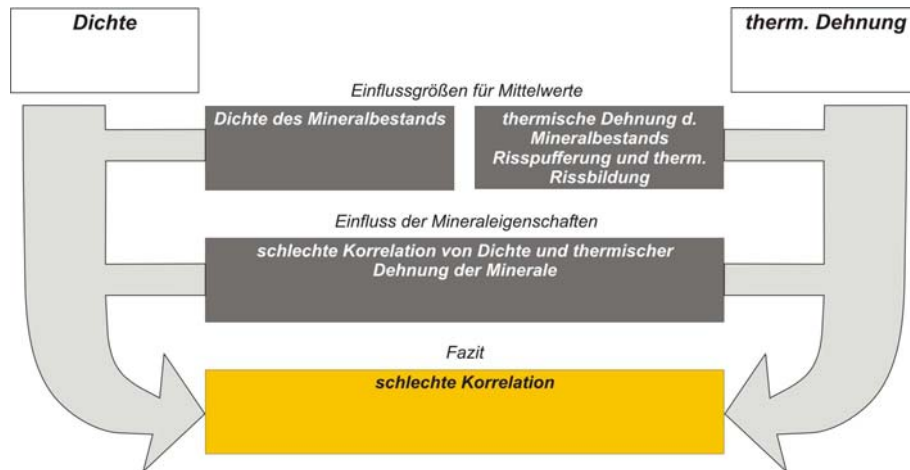 Dichte
therm. Dehnung
Einflussgrößen für Mittelwerte
Dichte des Mineralbestands
thermische Dehnung d.
Mineralbestands
Risspufferung und therm.
Rissbildung
Einfluss der Mineraleigenschaften
schlechte Korrelation von Dichte und thermischer
Dehnung der Minerale
Fazit
schlechte Korrelation